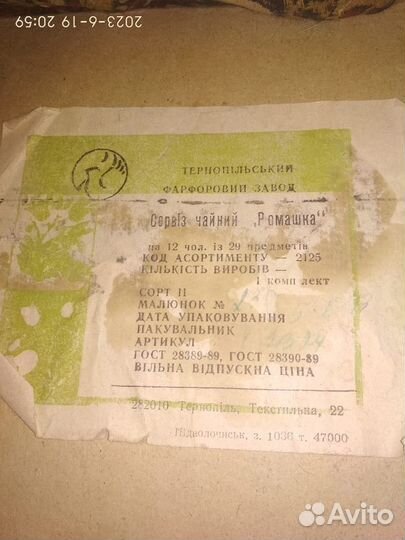 2023-6-19 20:59
ТЕРНОПІЛЬСЬКИЙ
ФАРФОРОВИЙ ЗАВОД
Сервіз чайний „Ромашка"
на 12 чол. із 29 предметів
КОД АСОРТИМЕНТУ — 2125
КІЛЬКІСТЬ ВИРОБІВ —
1 комплект
СОРТ II
МАЛЮНОК №
ДАТА УПАКОВУВАННЯ
ПАКУВАЛЬНИК
АРТИКУЛ
ГОСТ 28389-89, ГОСТ 28390-89
ВІЛЬНА ВІДПУСКНА ЦІНА
282010 Тернопіль, Текстильна, 22
Підволочиськ, з. 1036 т. 47000
Avito